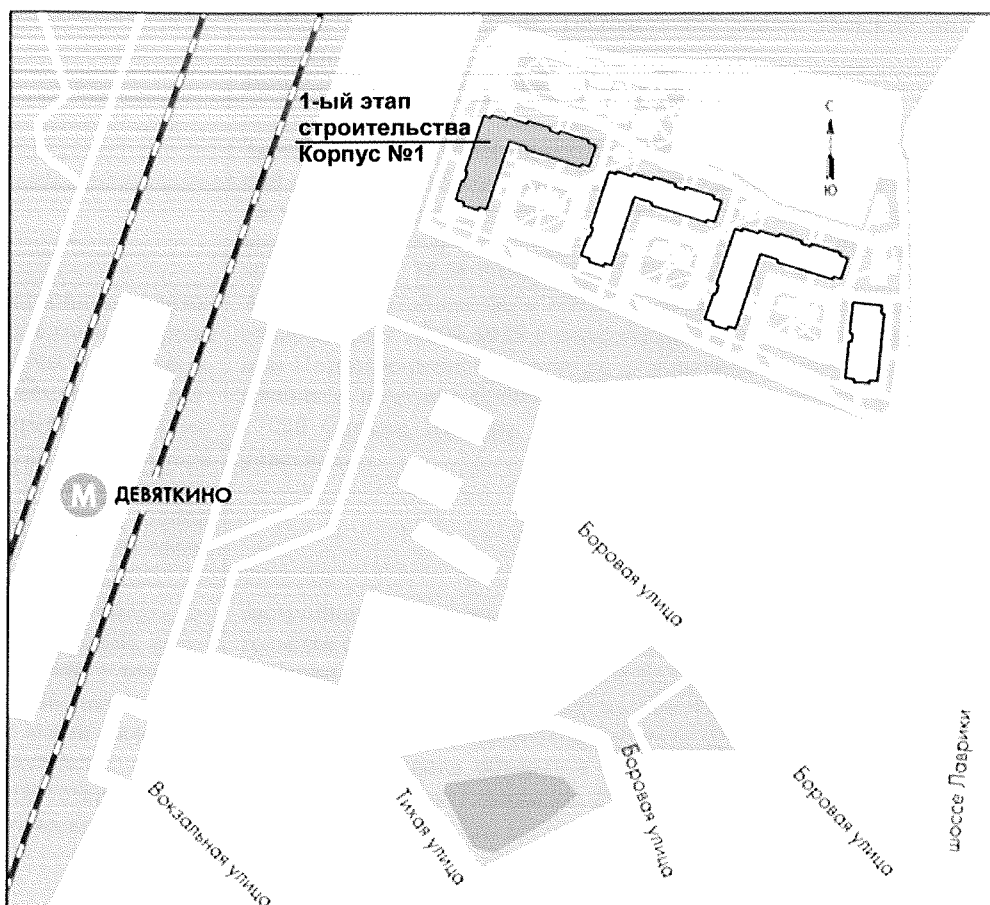 1-ый этап
строительства
Корпус №1
С
Ю
М ДЕВЯТКИНО
Боровая улица
Боровая улица
Боровая улица
шоссе Лаврики
Тихая улица
Вокзальная улица